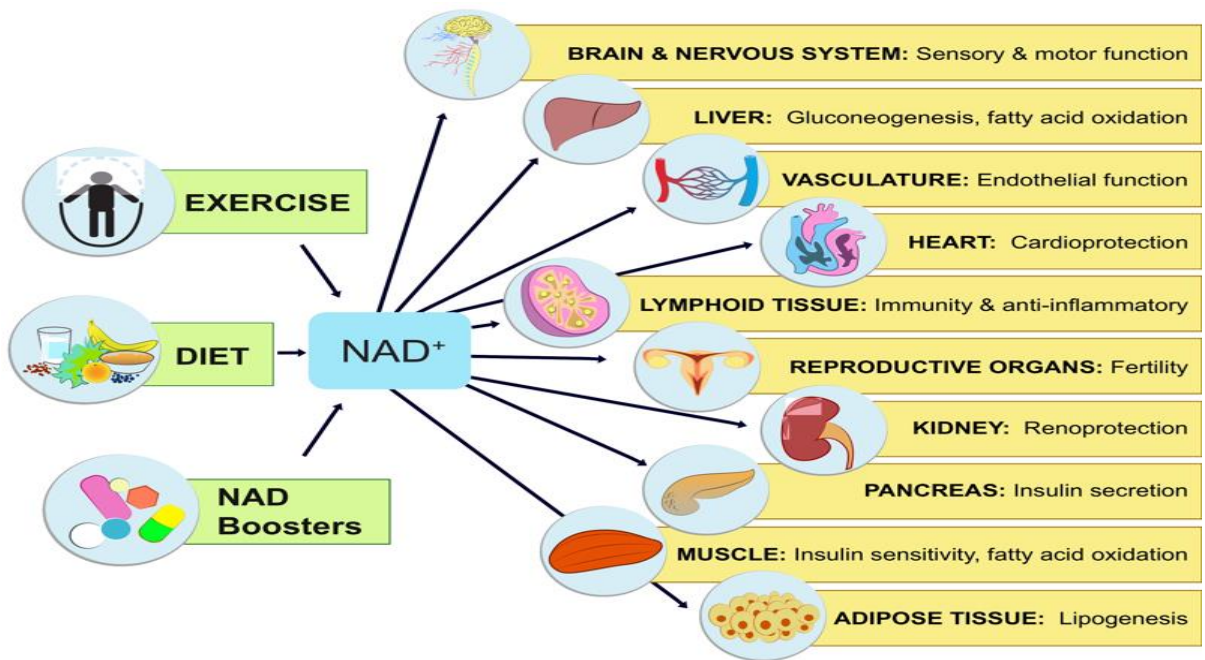 EXERCISE
DIET
NAD
Boosters
NAD⁺
BRAIN & NERVOUS SYSTEM: Sensory & motor function
LIVER: Gluconeogenesis, fatty acid oxidation
VASCULATURE: Endothelial function
HEART: Cardioprotection
LYMPHOID TISSUE: Immunity & anti-inflammatory
REPRODUCTIVE ORGANS: Fertility
KIDNEY: Renoprotection
PANCREAS: Insulin secretion
MUSCLE: Insulin sensitivity, fatty acid oxidation
ADIPOSE TISSUE: Lipogenesis